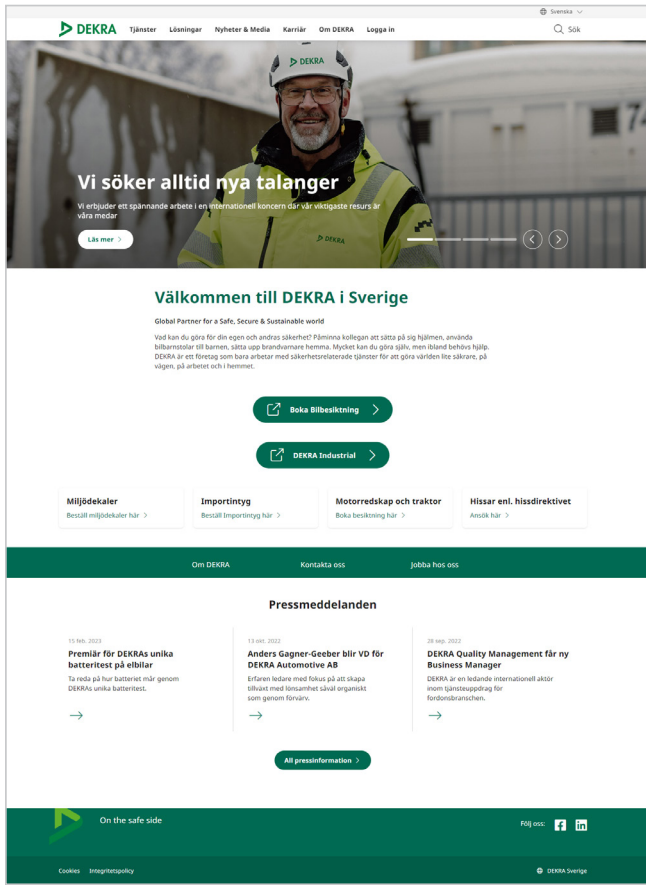 Svenska
DEKRA Tjänster Lösningar Nyheter & Media Karriär Om DEKRA Logga in Sök
DEKRA
Vi söker alltid nya talanger
Vi erbjuder ett spännande arbete i en internationell koncern där vår viktigaste resurs är
våra medar
DEKRA
Läs mer
Välkommen till DEKRA i Sverige
Global Partner for a Safe, Secure & Sustainable world
Vad kan du göra för din egen och andras säkerhet? Påminna kollegan att sätta på sig hjälmen, använda
bilbarnstolar till barnen, sätta upp brandvarnare hemma. Mycket kan du göra själv, men ibland behövs hjälp.
DEKRA är ett företag som bara arbetar med säkerhetsrelaterade tjänster för att göra världen lite säkrare, på
vägen, på arbetet och i hemmet.
Boka Bilbesiktning
DEKRA Industrial
Miljödekaler
Beställ miljödekaler här
Importintyg
Beställ Importintyg här
Motorredskap och traktor
Boka besiktning här
Hissar enl. hissdirektivet
Ansök här
Om DEKRA Kontakta oss Jobba hos oss
Pressmeddelanden
15 feb. 2023
Premiär för DEKRAs unika
batteritest på elbilar
Ta reda på hur batteriet mår genom
DEKRAs unika batteritest.
13 okt. 2022
Anders Gagner-Geeber blir VD för
DEKRA Automotive AB
Erfaren ledare med fokus på att skapa
tillväxt med lönsamhet såväl organiskt
som genom förvärv.
28 sep. 2022
DEKRA Quality Management får ny
Business Manager
DEKRA är en ledande internationell aktör
inom tjänsteuppdrag för
fordonsbranschen.
All pressinformation
On the safe side
Följ oss:
Cookies Integritetspolicy
DEKRA Sverige